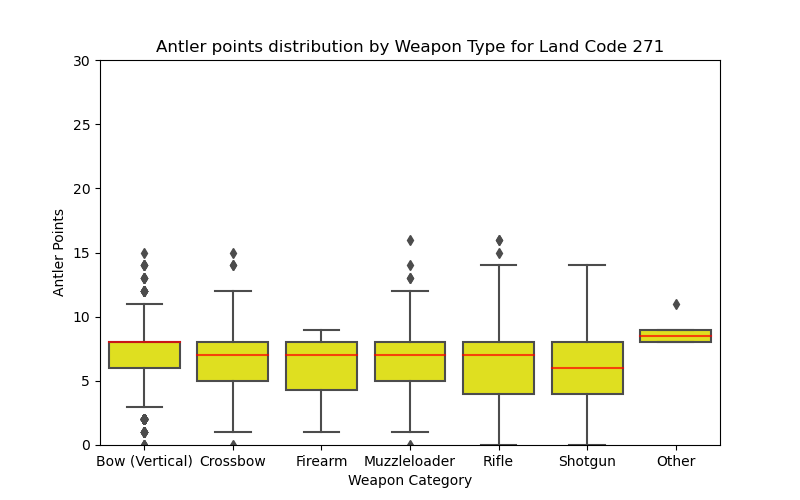 Antler points distribution by Weapon Type for Land Code 271
30
25
20
15
10
5
0
Antler Points
Bow (Vertical) Crossbow Firearm Muzzleloader Rifle Shotgun Other
Weapon Category